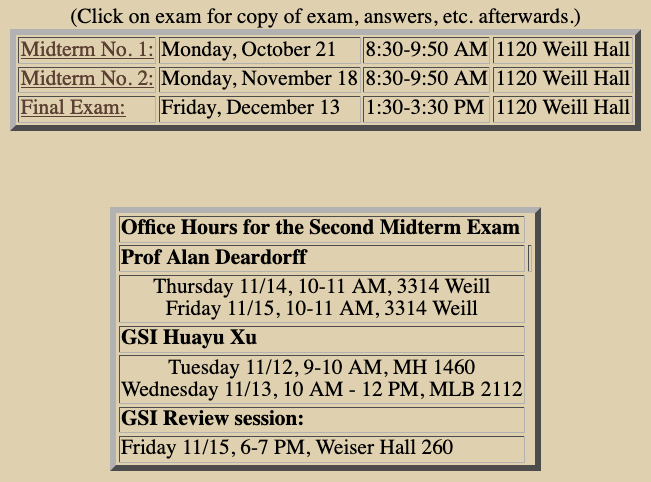 (Click on exam for copy of exam, answers, etc. afterwards.)
Midterm No. 1: Monday, October 21 8:30-9:50 AM 1120 Weill Hall
Midterm No. 2: Monday, November 18 8:30-9:50 AM 1120 Weill Hall
Final Exam: Friday, December 13 1:30-3:30 PM 1120 Weill Hall
Office Hours for the Second Midterm Exam
Prof Alan Deardorff
Thursday 11/14, 10-11 AM, 3314 Weill
Friday 11/15, 10-11 AM, 3314 Weill
GSI Huayu Xu
Tuesday 11/12, 9-10 AM, MH 1460
Wednesday 11/13, 10 AM - 12 PM, MLB 2112
GSI Review session:
Friday 11/15, 6-7 PM, Weiser Hall 260